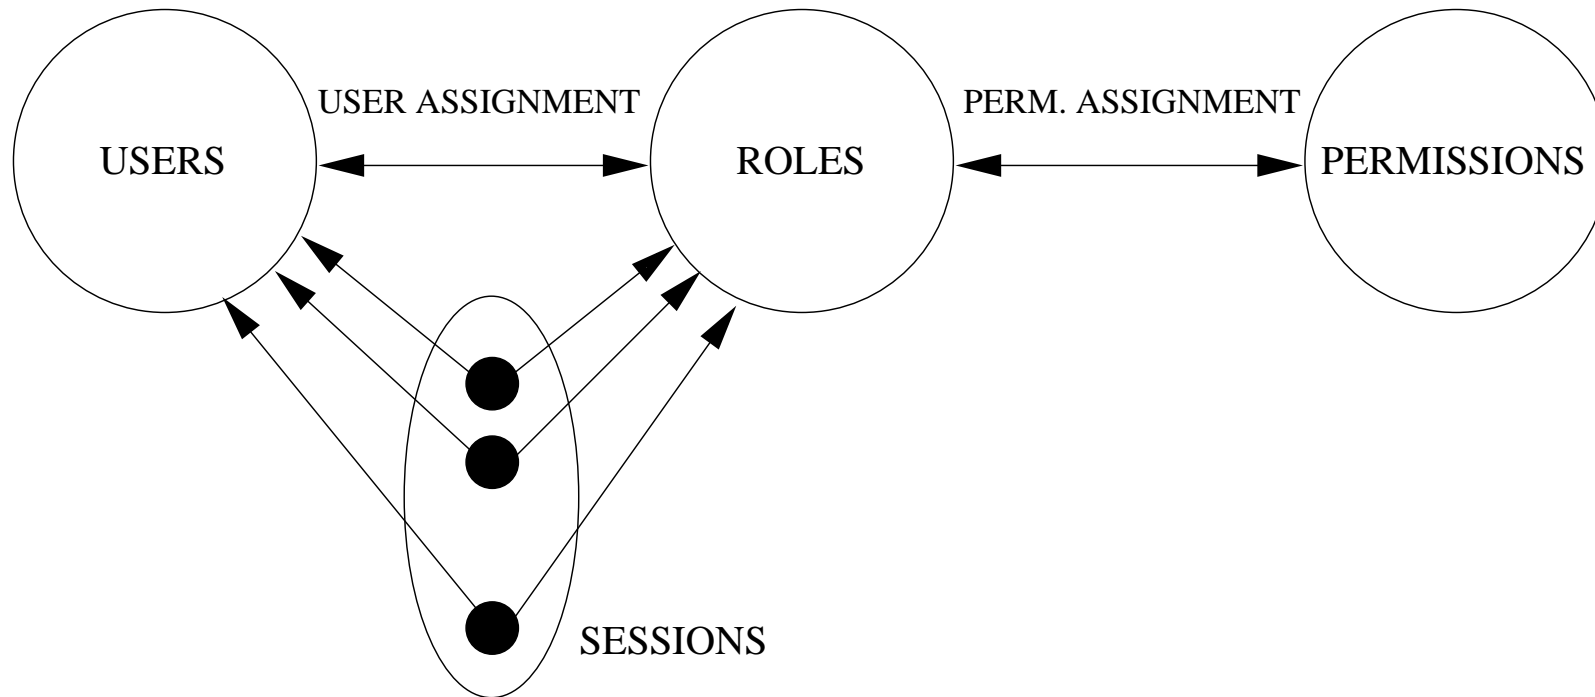 USER ASSIGNMENT
PERM. ASSIGNMENT
USERS
ROLES
PERMISSIONS
SESSIONS